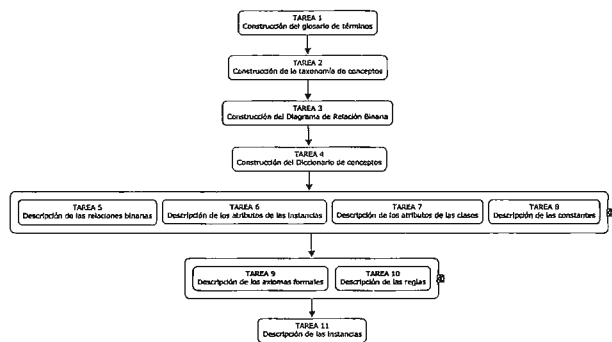 TAREA 1
Construcción del glosario de términos
TAREA 2
Construcción de la taxonomía de conceptos
TAREA 3
Construcción del Diagrama de Relación Binaria
TAREA 4
Construcción del Diccionario de conceptos
TAREA 5
Descripción de las relaciones binarias
TAREA 6
Descripción de los atributos de las instancias
TAREA 7
Descripción de los atributos de las clases
TAREA 8
Descripción de las constantes
TAREA 9
Descripción de los axiomas formales
TAREA 10
Descripción de las reglas
TAREA 11
Descripción de las instancias